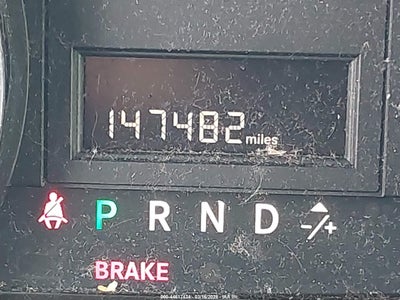 147482 miles
P R N D -/+
BRAKE